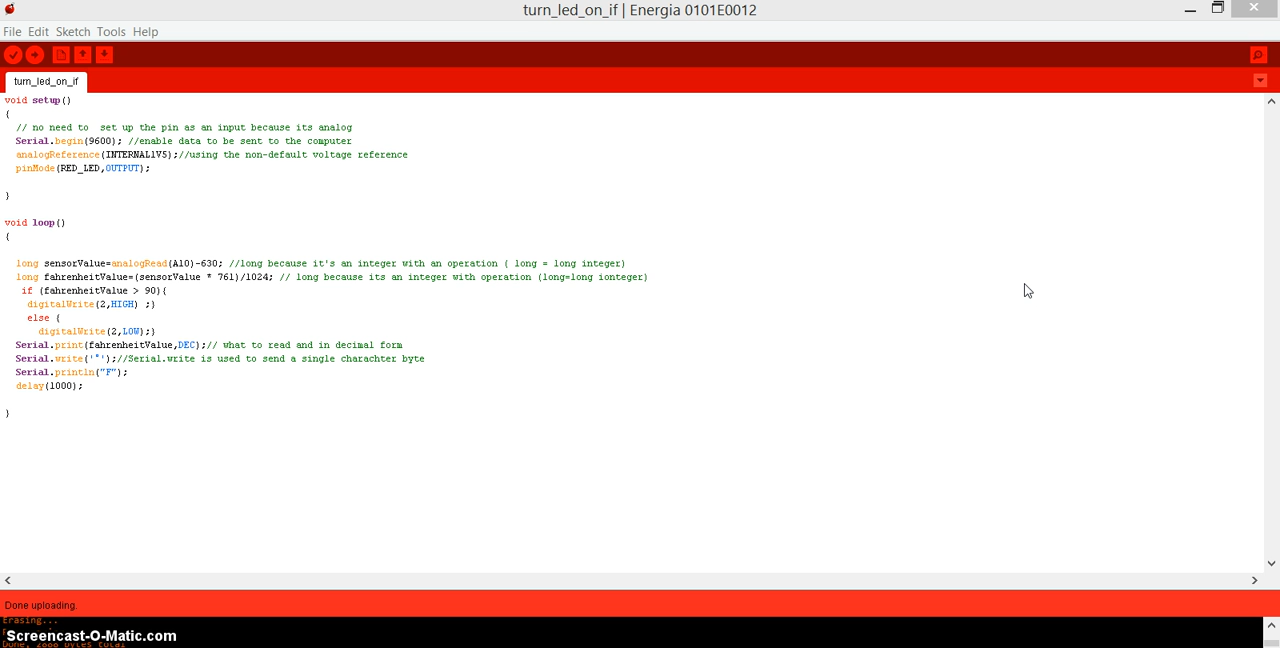 turn_led_on_if | Energia 0101E0012
File Edit Sketch Tools Help
turn_led_on_if
void setup()
{
// no need to  set up the pin as an input because its analog
Serial.begin(9600); //enable data to be sent to the computer
analogReference(INTERNAL1V5);//using the non-default voltage reference
pinMode(RED_LED,OUTPUT);
}
void loop()
{
long sensorValue=analogRead(A10)-630; //long because it's an integer with an operation ( long = long integer)
long fahrenheitValue=(sensorValue * 761)/1024; // long because its an integer with operation (long=long ionteger)
if (fahrenheitValue > 90){
digitalWrite(2,HIGH) ;}
else {
digitalWrite(2,LOW);}
Serial.print(fahrenheitValue,DEC);// what to read and in decimal form
Serial.write('°');//Serial.write is used to send a single charachter byte
Serial.println("F");
delay(1000);
}
Done uploading.
Erasing...
Screencast-O-Matic.com
Done, 2888 bytes total